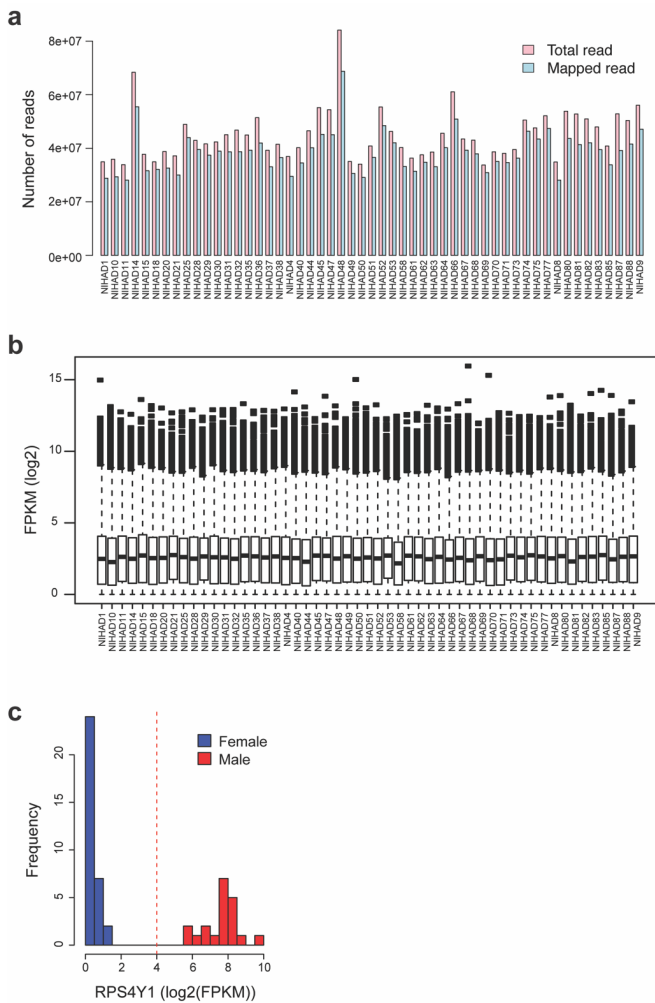 a
Number of reads
8e+07
6e+07
4e+07
2e+07
0e+00
Total read
Mapped read
NIHAD1
NIHAD10
NIHAD11
NIHAD14
NIHAD15
NIHAD18
NIHAD20
NIHAD21
NIHAD25
NIHAD28
NIHAD29
NIHAD30
NIHAD31
NIHAD32
NIHAD35
NIHAD36
NIHAD37
NIHAD38
NIHAD4
NIHAD40
NIHAD44
NIHAD45
NIHAD47
NIHAD48
NIHAD49
NIHAD50
NIHAD51
NIHAD52
NIHAD53
NIHAD58
NIHAD61
NIHAD62
NIHAD63
NIHAD64
NIHAD66
NIHAD67
NIHAD68
NIHAD69
NIHAD70
NIHAD71
NIHAD73
NIHAD74
NIHAD75
NIHAD77
NIHAD8
NIHAD80
NIHAD81
NIHAD82
NIHAD83
NIHAD85
NIHAD87
NIHAD88
NIHAD9
b
FPKM (log2)
15
10
5
0
NIHAD1
NIHAD10
NIHAD11
NIHAD14
NIHAD15
NIHAD18
NIHAD20
NIHAD21
NIHAD25
NIHAD28
NIHAD29
NIHAD30
NIHAD31
NIHAD32
NIHAD35
NIHAD36
NIHAD37
NIHAD38
NIHAD4
NIHAD40
NIHAD44
NIHAD45
NIHAD47
NIHAD48
NIHAD49
NIHAD50
NIHAD51
NIHAD52
NIHAD53
NIHAD58
NIHAD61
NIHAD62
NIHAD63
NIHAD64
NIHAD66
NIHAD67
NIHAD68
NIHAD69
NIHAD70
NIHAD71
NIHAD73
NIHAD74
NIHAD75
NIHAD77
NIHAD8
NIHAD80
NIHAD81
NIHAD82
NIHAD83
NIHAD85
NIHAD87
NIHAD88
NIHAD9
c
Frequency
20
15
10
5
0
Female
Male
0 2 4 6 8 10
RPS4Y1 (log2(FPKM))